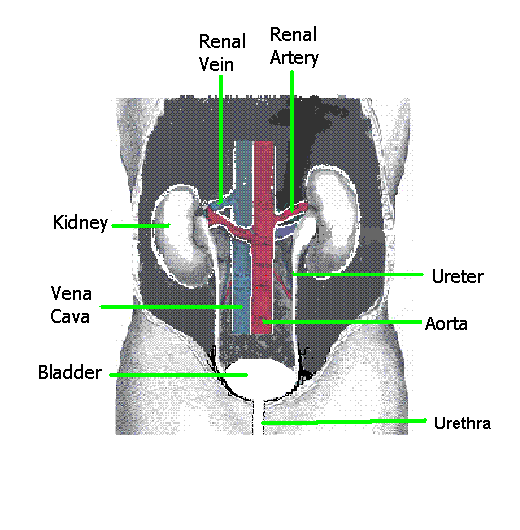 Renal
Vein
Renal
Artery
Kidney
Ureter
Vena
Cava
Aorta
Bladder
Urethra